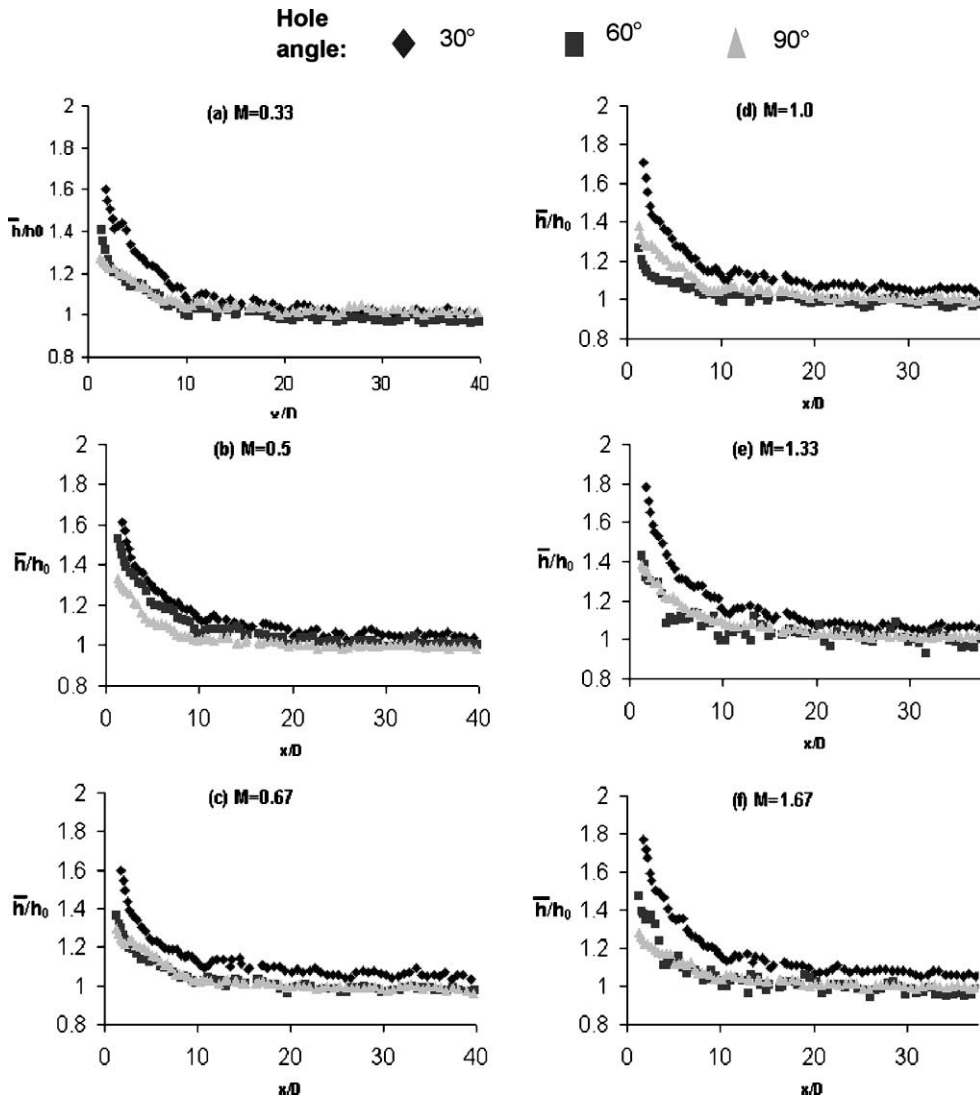 Hole angle: 30° 60° 90°
(a) M=0.33
2
1.8
1.6
h̅/h0
1.4
1.2
1
0.8
0 10 20 30 40
x/D
(d) M=1.0
2
1.8
1.6
h̅/h₀
1.4
1.2
1
0.8
0 10 20 30
x/D
(b) M=0.5
2
1.8
1.6
h̅/h₀
1.4
1.2
1
0.8
0 10 20 30 40
x/D
(e) M=1.33
2
1.8
1.6
h̅/h₀
1.4
1.2
1
0.8
0 10 20 30
x/D
(c) M=0.67
2
1.8
1.6
1.4
h̅/h₀
1.2
1
0.8
0 10 20 30 40
x/D
(f) M=1.67
2
1.8
1.6
1.4
h̅/h₀
1.2
1
0.8
0 10 20 30
x/D